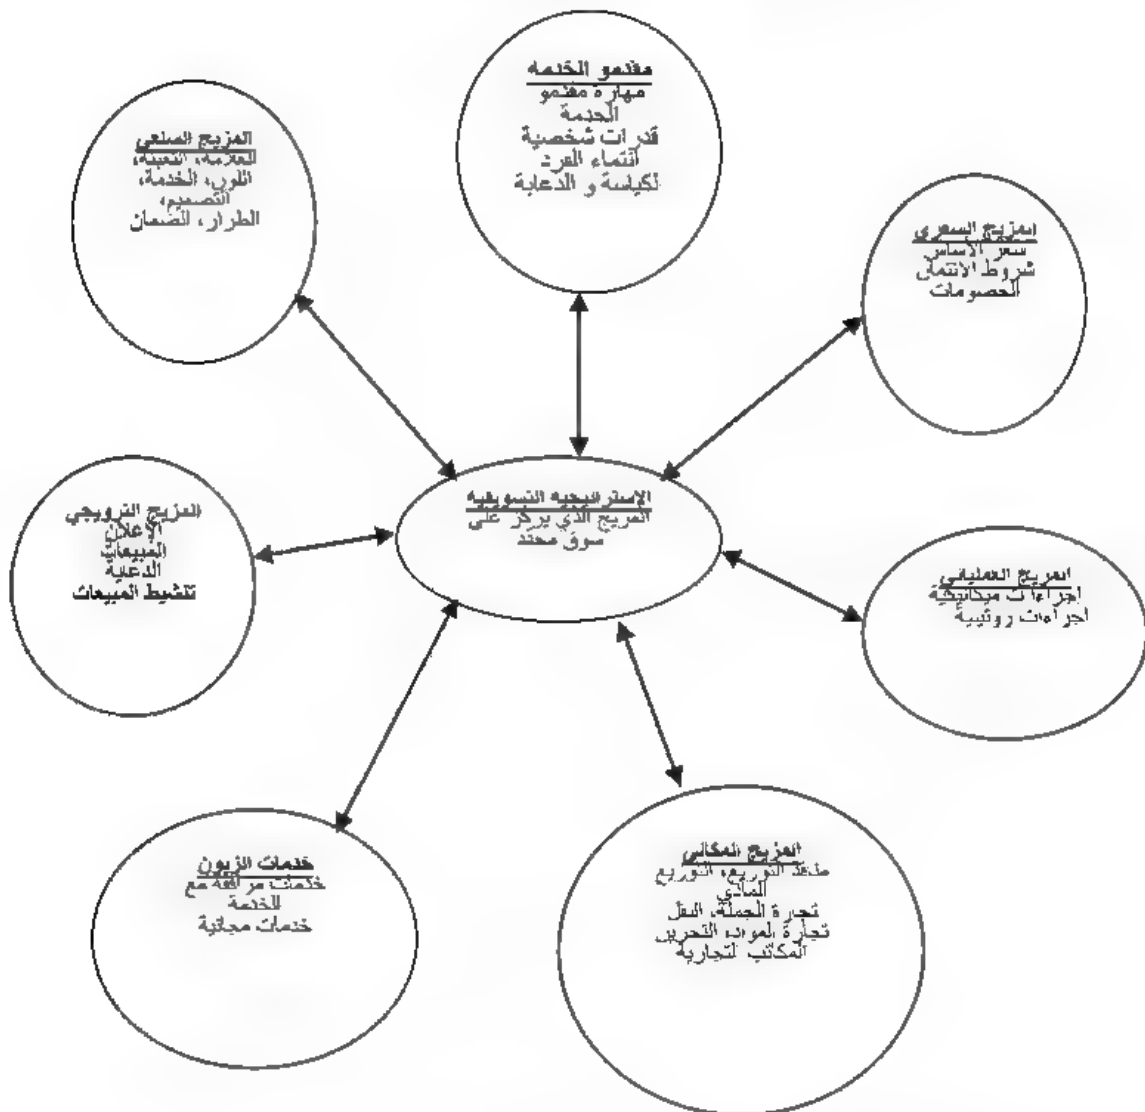 مقدمو الخدمة
مهارة مقدمو
الخدمة
قدرات شخصية
انتماء الفرد
لكياسة و الدعابة
المزيج السلعي
العلامة، التعبئة،
اللون، الخدمة،
التصميم،
الطراز، الضمان
المزيج السعري
سعر الأساس
شروط الائتمان
الخصومات
الإستراتيجية التسويقية
المزيج الذي يركز على
سوق محدد
المزيج الترويجي
الإعلان
المبيعات
الدعاية
تنشيط المبيعات
المزيج العملياتي
اجراءات ميكانيكية
اجراءات روتينية
خدمات الزبون
خدمات مرافقة مع
الخدمة
خدمات مجانية
المزيج المكاني
منافذ التوزيع، التوزيع
المادي
تجارة الجملة، النقل
تجارة المواد، التخزين
المكاتب التجارية